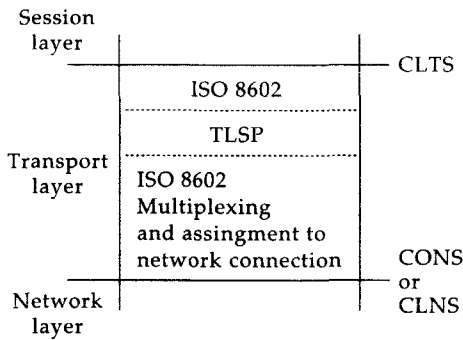 Session
layer
CLTS
ISO 8602
TLSP
Transport
layer
ISO 8602
Multiplexing
and assingment to
network connection
CONS
or
CLNS
Network
layer